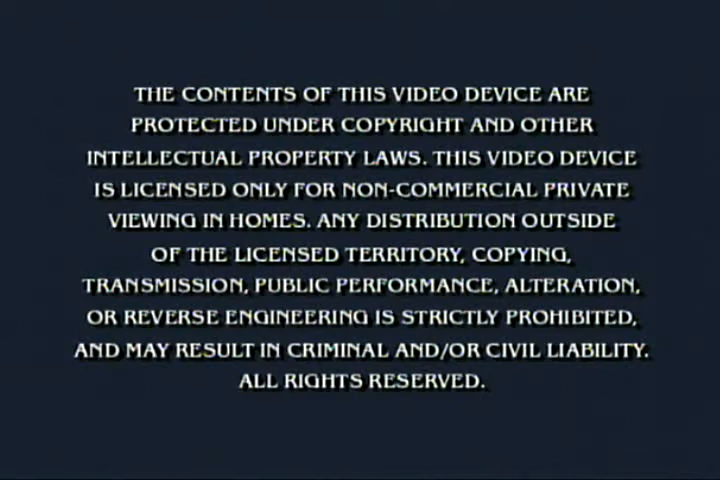 THE CONTENTS OF THIS VIDEO DEVICE ARE
PROTECTED UNDER COPYRIGHT AND OTHER
INTELLECTUAL PROPERTY LAWS. THIS VIDEO DEVICE
IS LICENSED ONLY FOR NON-COMMERCIAL PRIVATE
VIEWING IN HOMES. ANY DISTRIBUTION OUTSIDE
OF THE LICENSED TERRITORY, COPYING,
TRANSMISSION, PUBLIC PERFORMANCE, ALTERATION,
OR REVERSE ENGINEERING IS STRICTLY PROHIBITED,
AND MAY RESULT IN CRIMINAL AND/OR CIVIL LIABILITY.
ALL RIGHTS RESERVED.